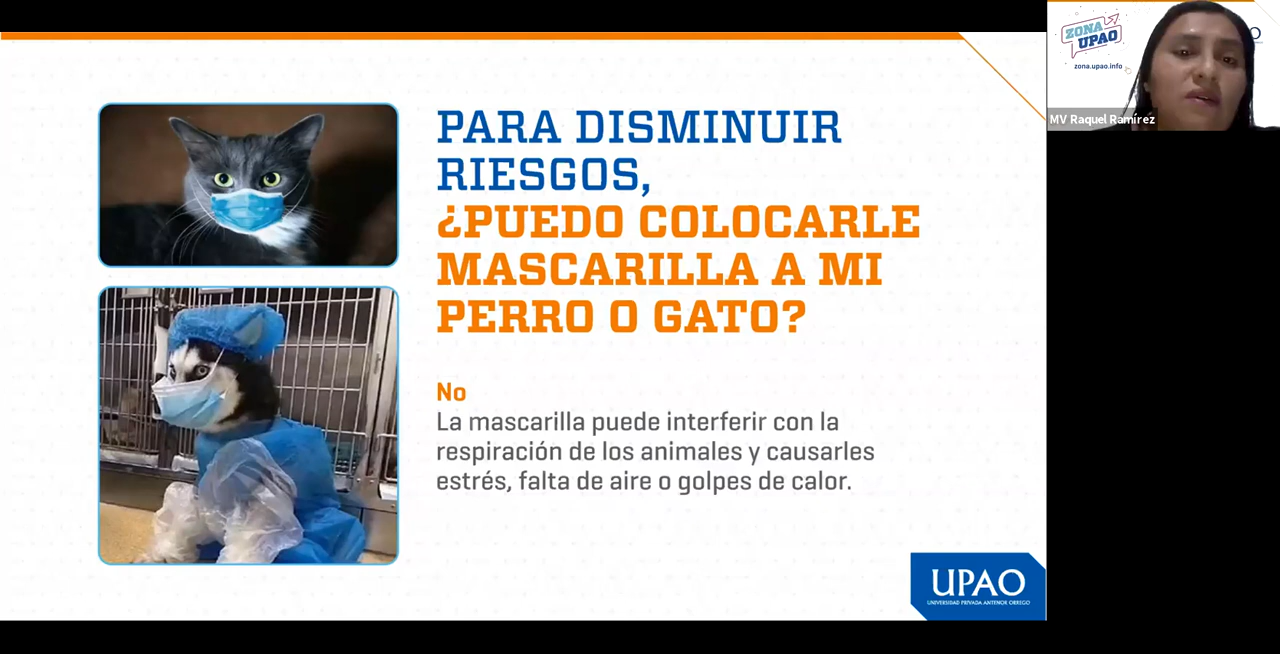 PARA DISMINUIR
RIESGOS,
¿PUEDO COLOCARLE
MASCARILLA A MI
PERRO O GATO?
No
La mascarilla puede interferir con la
respiración de los animales y causarles
estrés, falta de aire o golpes de calor.
UPAO
UNIVERSIDAD PRIVADA ANTENOR ORREGO
ZONA
UPAO
zona.upao.info
O
MV Raquel Ramírez